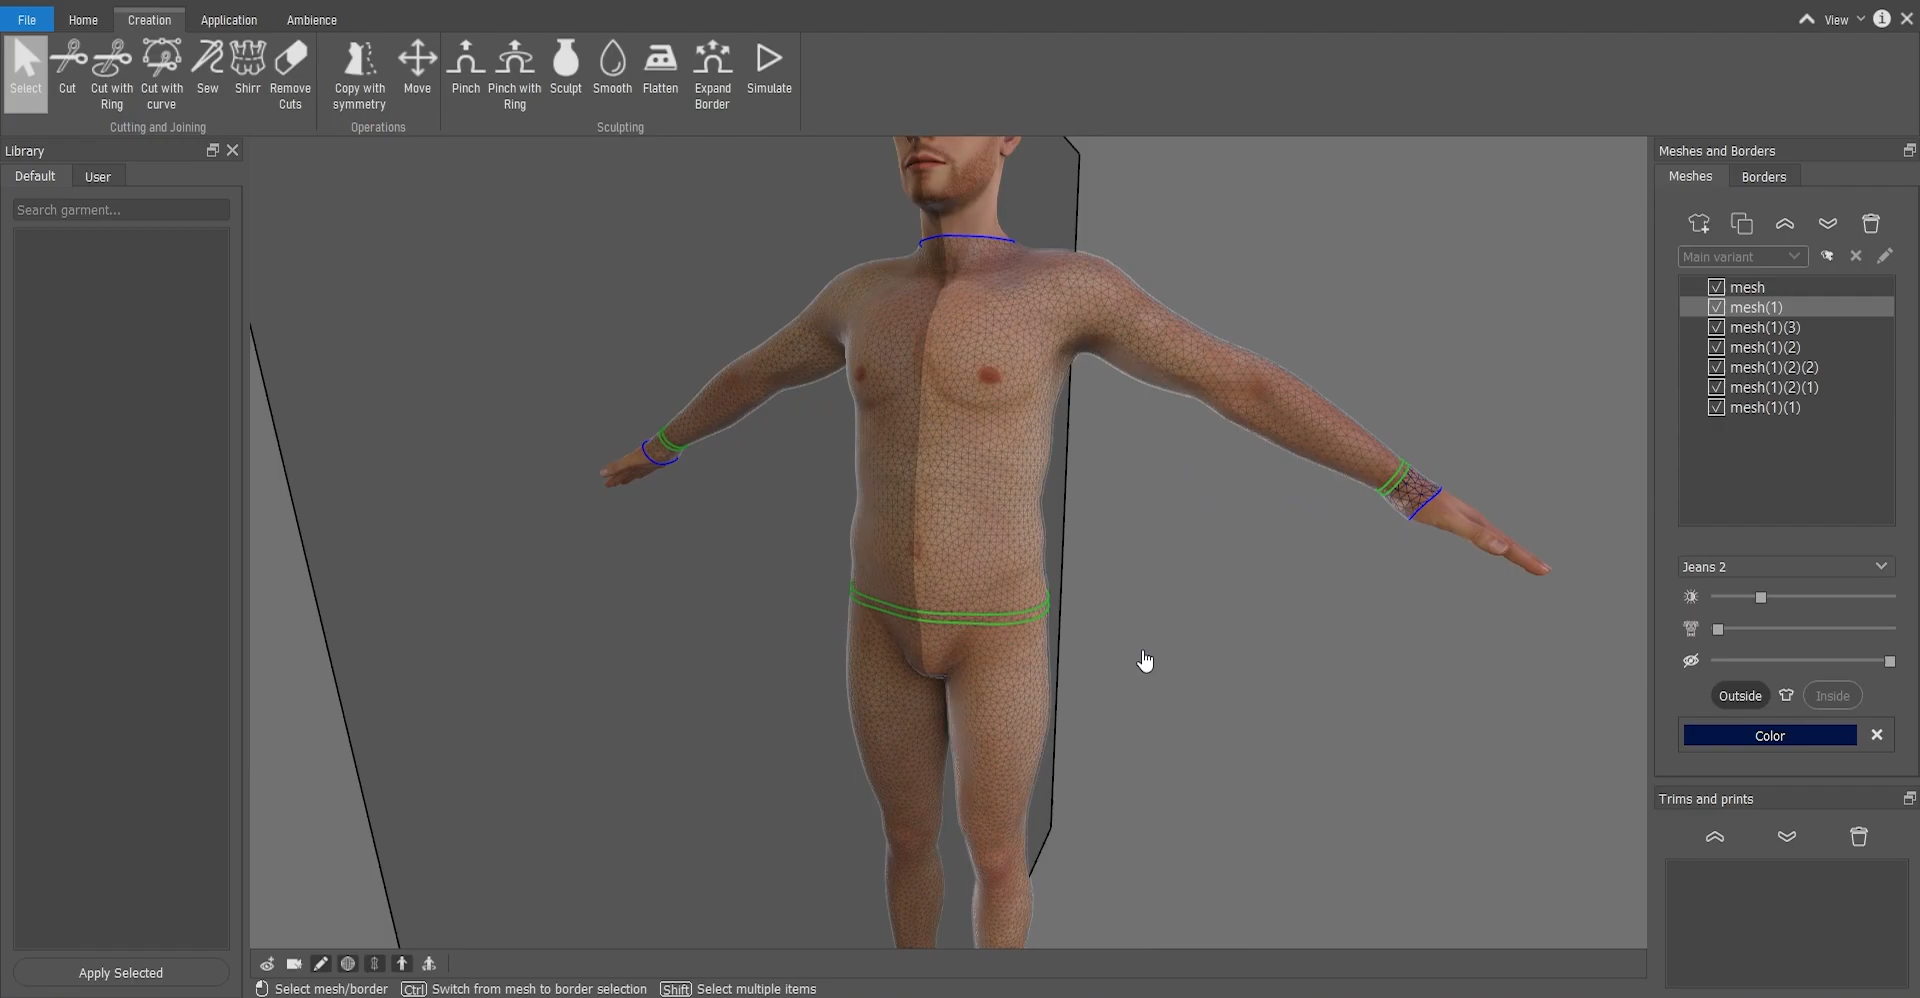 File Home Creation Application Ambience View
Select Cut Cut with Ring Cut with curve Sew Shirr Remove Cuts Copy with symmetry Move Pinch Pinch with Ring Sculpt Smooth Flatten Expand Border Simulate
Cutting and Joining Operations Sculpting
Library
Default User
Search garment...
Apply Selected
Meshes and Borders
Meshes Borders
Main variant
mesh
mesh(1)
mesh(1)(3)
mesh(1)(2)
mesh(1)(2)(2)
mesh(1)(2)(1)
mesh(1)(1)
Jeans 2
Outside Inside
Color
Trims and prints
Select mesh/border Ctrl Switch from mesh to border selection Shift Select multiple items